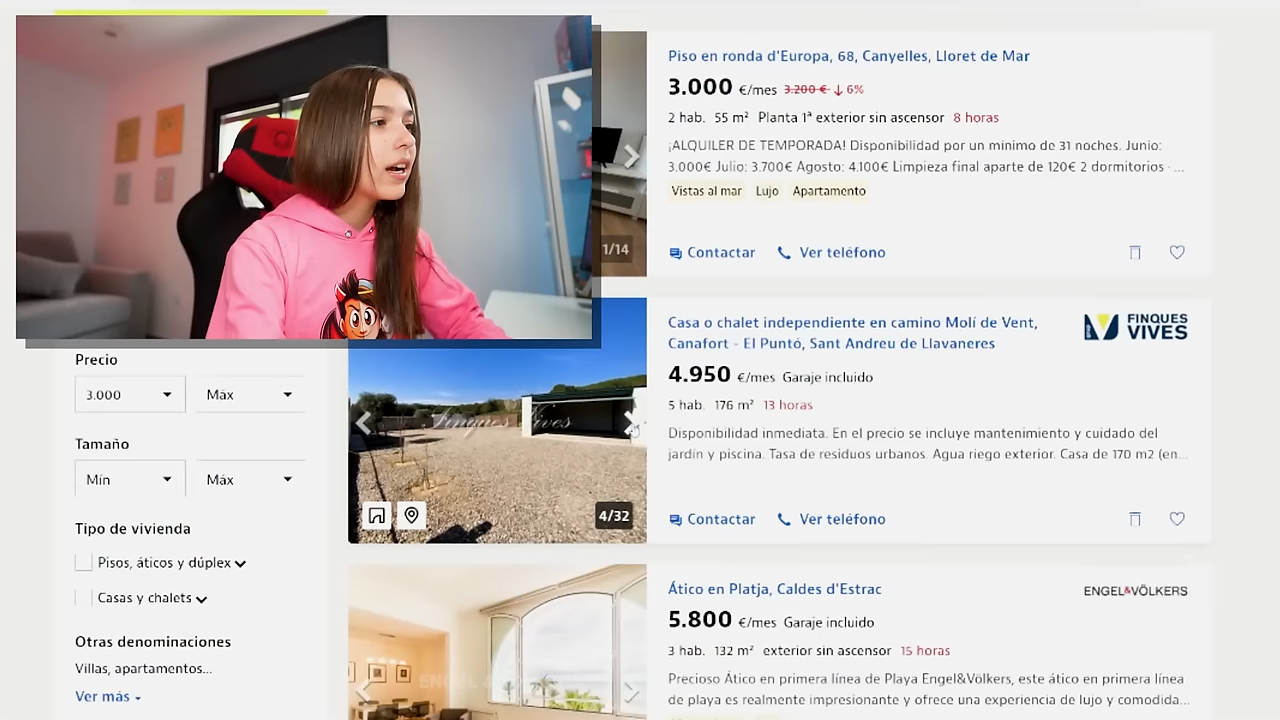 Piso en ronda d'Europa, 68, Canyelles, Lloret de Mar
3.000 €/mes 3.200 € ↓ 6%
2 hab. 55 m² Planta 1ª exterior sin ascensor 8 horas
¡ALQUILER DE TEMPORADA! Disponibilidad por un mínimo de 31 noches. Junio:
3.000€ Julio: 3.700€ Agosto: 4.100€ Limpieza final aparte de 120€ 2 dormitorios - ...
Vistas al mar Lujo Apartamento
1/14
Contactar Ver teléfono
Casa o chalet independiente en camino Molí de Vent,
Canafort - El Puntó, Sant Andreu de Llavaneres
FINQUES
VIVES
4.950 €/mes Garaje incluido
5 hab. 176 m² 13 horas
Disponibilidad inmediata. En el precio se incluye mantenimiento y cuidado del
jardín y piscina. Tasa de residuos urbanos. Agua riego exterior. Casa de 170 m2 (en...
Finques Vives
4/32
Contactar Ver teléfono
Precio
3.000 Máx
Tamaño
Mín Máx
Tipo de vivienda
Pisos, áticos y dúplex
Casas y chalets
Otras denominaciones
Villas, apartamentos...
Ver más
Ático en Platja, Caldes d'Estrac
ENGEL&VÖLKERS
5.800 €/mes Garaje incluido
3 hab. 132 m² exterior sin ascensor 15 horas
Precioso Ático en primera línea de Playa Engel&Völkers, este ático en primera línea
de playa es realmente impresionante y ofrece una experiencia de lujo y comodida...